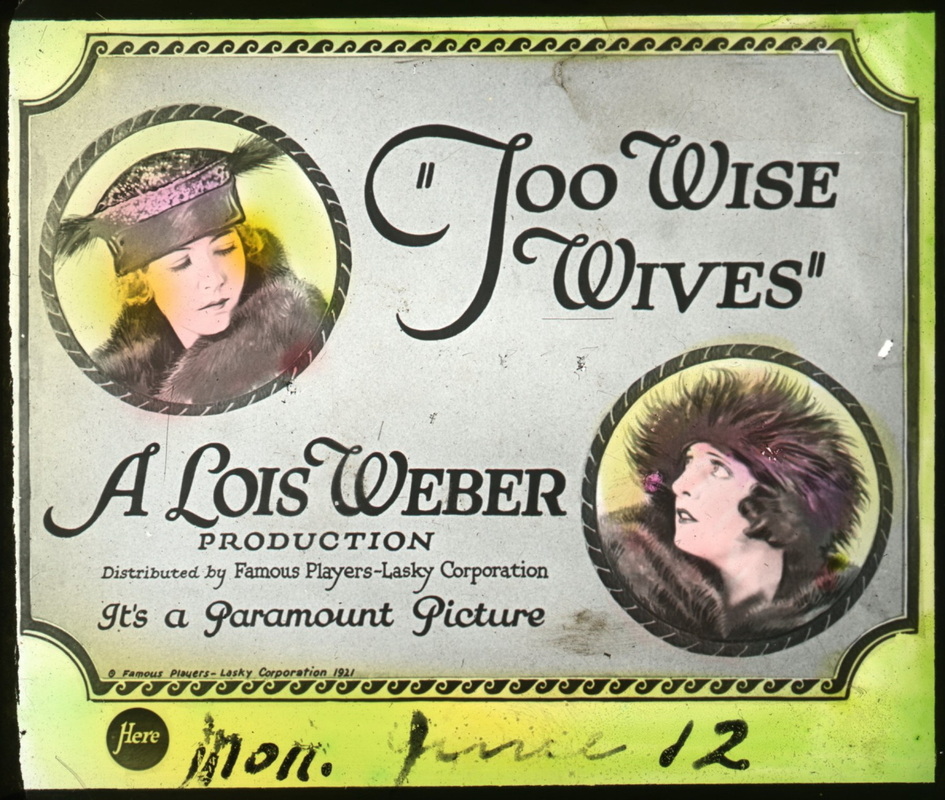 "Too Wise
Wives"
A Lois Weber
PRODUCTION
Distributed by Famous Players-Lasky Corporation
It's a Paramount Picture
© Famous Players-Lasky Corporation 1921
Here Mon. June 12